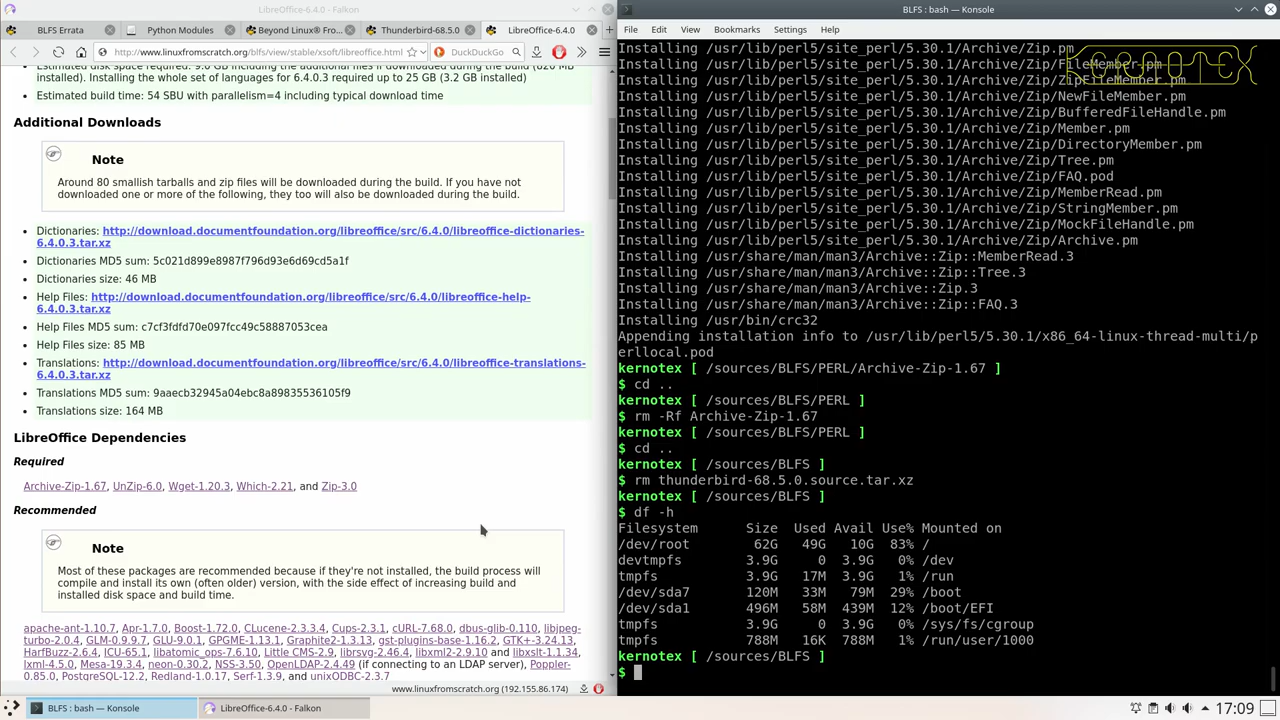 LibreOffice-6.4.0 - Falkon
BLFS Errata
Python Modules
Beyond Linux® Fro...
Thunderbird-68.5.0
LibreOffice-6.4.0
http://www.linuxfromscratch.org/blfs/view/stable/xsoft/libreoffice.html
DuckDuckGo
installed). Installing the whole set of languages for 6.4.0.3 required up to 25 GB (3.2 GB installed)
Estimated build time: 54 SBU with parallelism=4 including typical download time
Additional Downloads
Note
Around 80 smallish tarballs and zip files will be downloaded during the build. If you have not
downloaded one or more of the following, they too will also be downloaded during the build.
Dictionaries: http://download.documentfoundation.org/libreoffice/src/6.4.0/libreoffice-dictionaries-
6.4.0.3.tar.xz
Dictionaries MD5 sum: 5c021d899e8987f796d93e6d69cd5a1f
Dictionaries size: 46 MB
Help Files: http://download.documentfoundation.org/libreoffice/src/6.4.0/libreoffice-help-
6.4.0.3.tar.xz
Help Files MD5 sum: c7cf3fdfd70e097fcc49c58887053cea
Help Files size: 85 MB
Translations: http://download.documentfoundation.org/libreoffice/src/6.4.0/libreoffice-translations-
6.4.0.3.tar.xz
Translations MD5 sum: 9aaecb32945a04ebc8a89835536105f9
Translations size: 164 MB
LibreOffice Dependencies
Required
Archive-Zip-1.67, UnZip-6.0, Wget-1.20.3, Which-2.21, and Zip-3.0
Recommended
Note
Most of these packages are recommended because if they're not installed, the build process will
compile and install its own (often older) version, with the side effect of increasing build and
installed disk space and build time.
apache-ant-1.10.7, Apr-1.7.0, Boost-1.72.0, CLucene-2.3.3.4, Cups-2.3.1, cURL-7.68.0, dbus-glib-0.110, libjpeg-
turbo-2.0.4, GLM-0.9.9.7, GLU-9.0.1, GPGME-1.13.1, Graphite2-1.3.13, gst-plugins-base-1.16.2, GTK+-3.24.13,
HarfBuzz-2.6.4, ICU-65.1, libatomic_ops-7.6.10, Little CMS-2.9, librsvg-2.46.4, libxml2-2.9.10 and libxslt-1.1.34,
lxml-4.5.0, Mesa-19.3.4, neon-0.30.2, NSS-3.50, OpenLDAP-2.4.49 (if connecting to an LDAP server), Poppler-
0.85.0, PostgreSQL-12.2, Redland-1.0.17, Serf-1.3.9, and unixODBC-2.3.7
www.linuxfromscratch.org (192.155.86.174)
BLFS : bash — Konsole
File Edit View Bookmarks Settings Help
KERNOTEX
Installing /usr/lib/perl5/site_perl/5.30.1/Archive/Zip.pm
Installing /usr/lib/perl5/site_perl/5.30.1/Archive/Zip/FileMember.pm
Installing /usr/lib/perl5/site_perl/5.30.1/Archive/Zip/ZipFileMember.pm
Installing /usr/lib/perl5/site_perl/5.30.1/Archive/Zip/NewFileMember.pm
Installing /usr/lib/perl5/site_perl/5.30.1/Archive/Zip/BufferedFileHandle.pm
Installing /usr/lib/perl5/site_perl/5.30.1/Archive/Zip/Member.pm
Installing /usr/lib/perl5/site_perl/5.30.1/Archive/Zip/DirectoryMember.pm
Installing /usr/lib/perl5/site_perl/5.30.1/Archive/Zip/Tree.pm
Installing /usr/lib/perl5/site_perl/5.30.1/Archive/Zip/FAQ.pod
Installing /usr/lib/perl5/site_perl/5.30.1/Archive/Zip/MemberRead.pm
Installing /usr/lib/perl5/site_perl/5.30.1/Archive/Zip/StringMember.pm
Installing /usr/lib/perl5/site_perl/5.30.1/Archive/Zip/MockFileHandle.pm
Installing /usr/lib/perl5/site_perl/5.30.1/Archive/Zip/Archive.pm
Installing /usr/share/man/man3/Archive::Zip::MemberRead.3
Installing /usr/share/man/man3/Archive::Zip::Tree.3
Installing /usr/share/man/man3/Archive::Zip.3
Installing /usr/share/man/man3/Archive::Zip::FAQ.3
Installing /usr/bin/crc32
Appending installation info to /usr/lib/perl5/5.30.1/x86_64-linux-thread-multi/p
erllocal.pod
kernotex [ /sources/BLFS/PERL/Archive-Zip-1.67 ]
$ cd ..
kernotex [ /sources/BLFS/PERL ]
$ rm -Rf Archive-Zip-1.67
kernotex [ /sources/BLFS/PERL ]
$ cd ..
kernotex [ /sources/BLFS ]
$ rm thunderbird-68.5.0.source.tar.xz
kernotex [ /sources/BLFS ]
$ df -h
Filesystem Size Used Avail Use% Mounted on
/dev/root 62G 49G 10G 83% /
devtmpfs 3.9G 0 3.9G 0% /dev
tmpfs 3.9G 17M 3.9G 1% /run
/dev/sda7 120M 33M 79M 29% /boot
/dev/sda1 496M 58M 439M 12% /boot/EFI
tmpfs 3.9G 0 3.9G 0% /sys/fs/cgroup
tmpfs 788M 16K 788M 1% /run/user/1000
kernotex [ /sources/BLFS ]
$
BLFS : bash — Konsole
LibreOffice-6.4.0 - Falkon
17:09